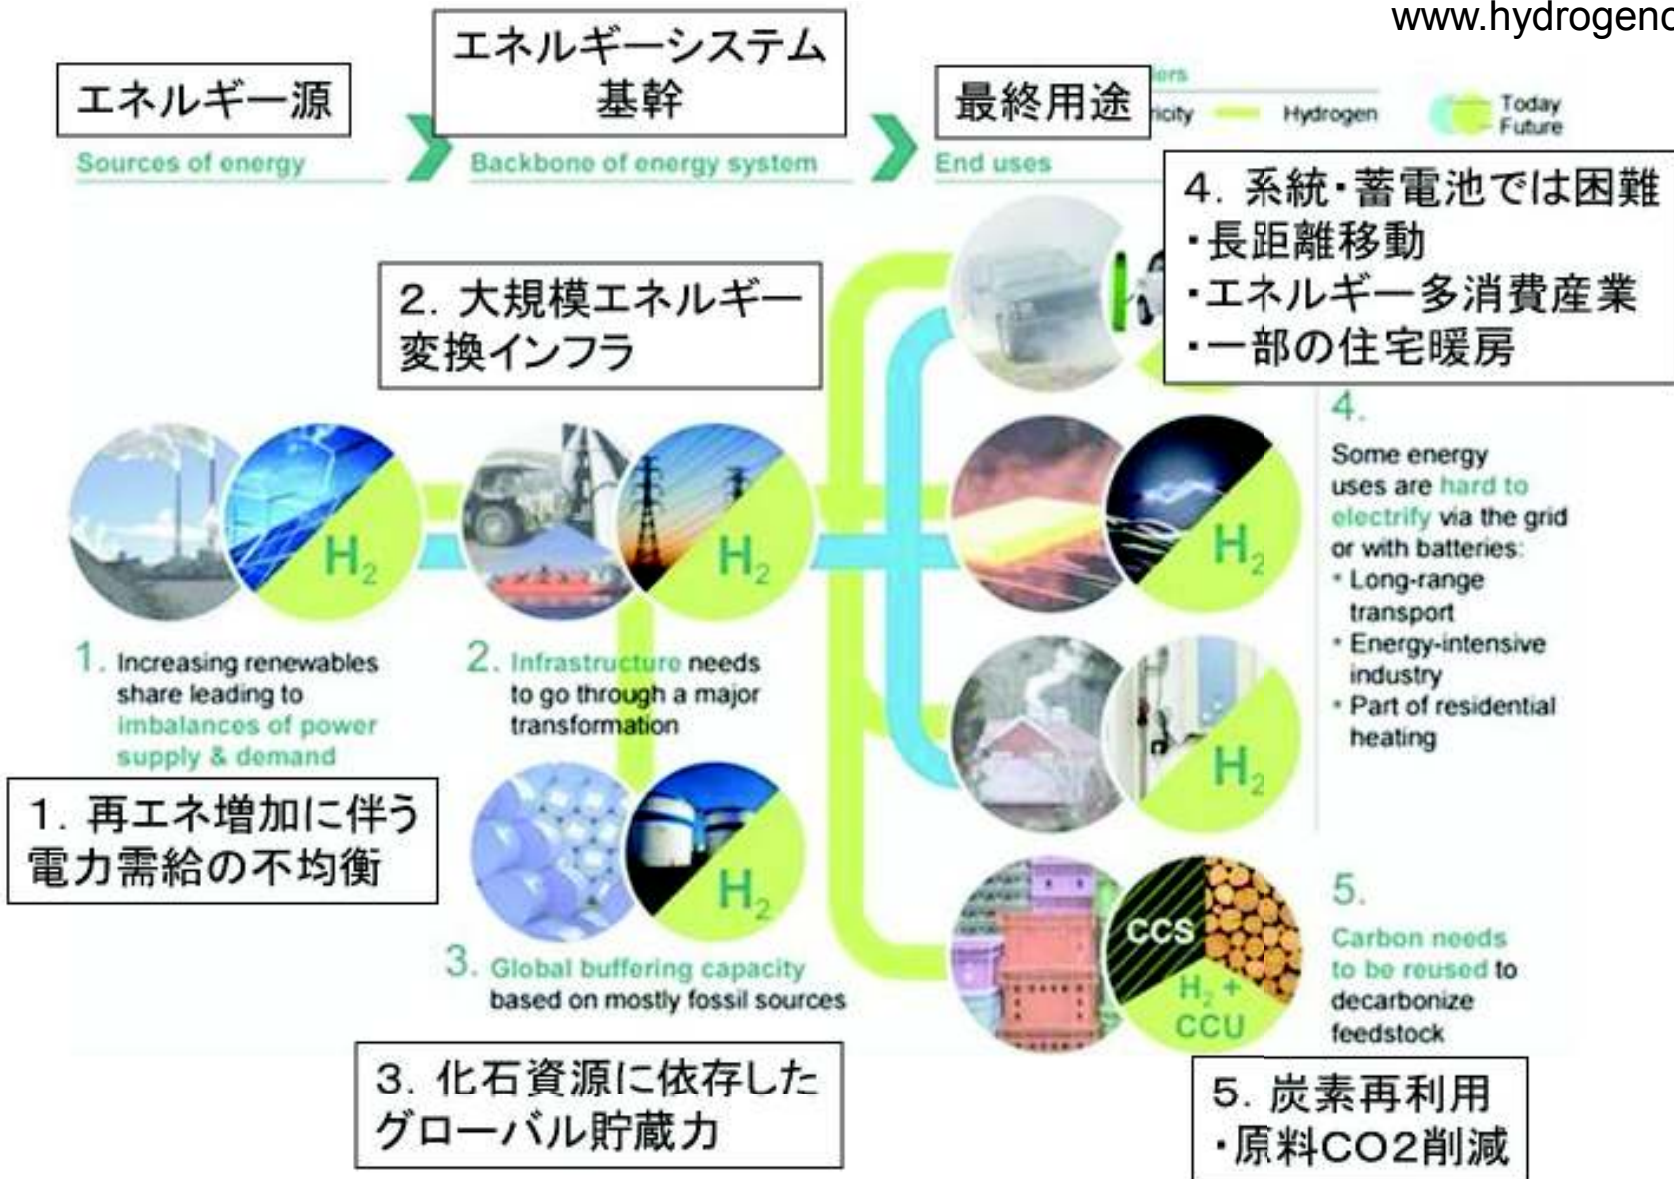 www.hydrogenc
エネルギー源
エネルギーシステム
基幹
最終用途
Hydrogen
Today
Future
Sources of energy
Backbone of energy system
End uses
4. 系統・蓄電池では困難
・長距離移動
・エネルギー多消費産業
・一部の住宅暖房
2. 大規模エネルギー
変換インフラ
H2
H2
H2
H2
H2
1. Increasing renewables
share leading to
imbalances of power
supply & demand
2. Infrastructure needs
to go through a major
transformation
4.
Some energy
uses are hard to
electrify via the grid
or with batteries:
• Long-range
transport
• Energy-intensive
industry
• Part of residential
heating
1. 再エネ増加に伴う
電力需給の不均衡
3. Global buffering capacity
based on mostly fossil sources
CCS
H2 +
CCU
5.
Carbon needs
to be reused to
decarbonize
feedstock
3. 化石資源に依存した
グローバル貯蔵力
5. 炭素再利用
・原料CO2削減